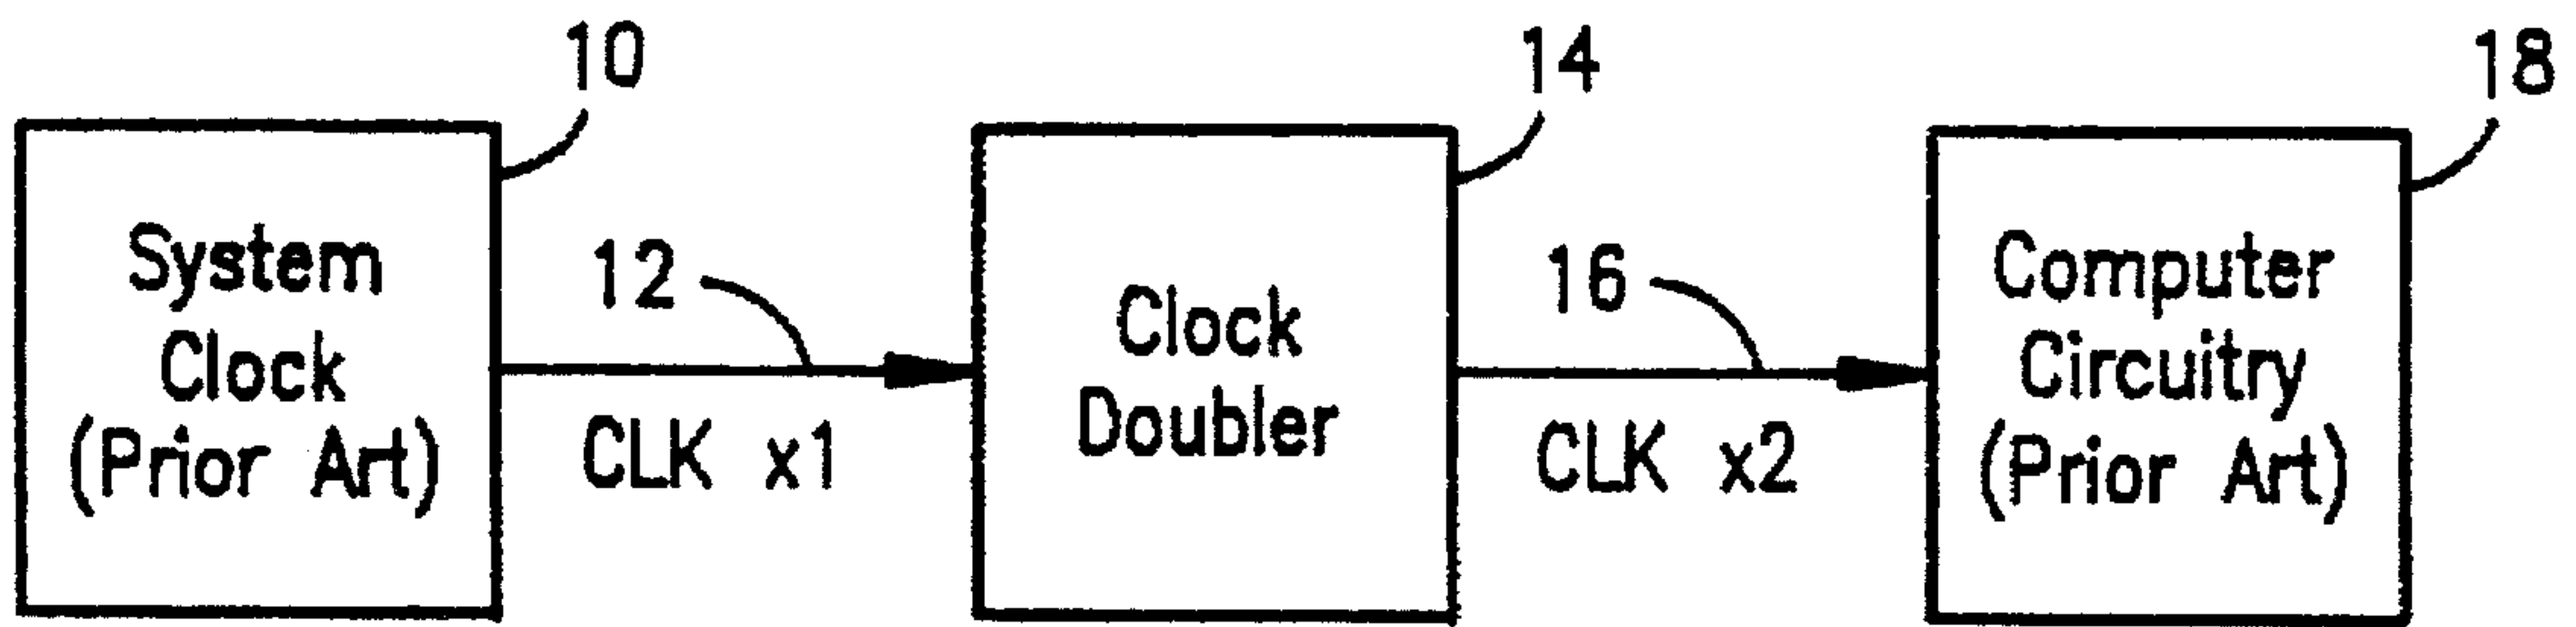 10
14
18
System
Clock
(Prior Art)
12
CLK x1
Clock
Doubler
16
CLK x2
Computer
Circuitry
(Prior Art)